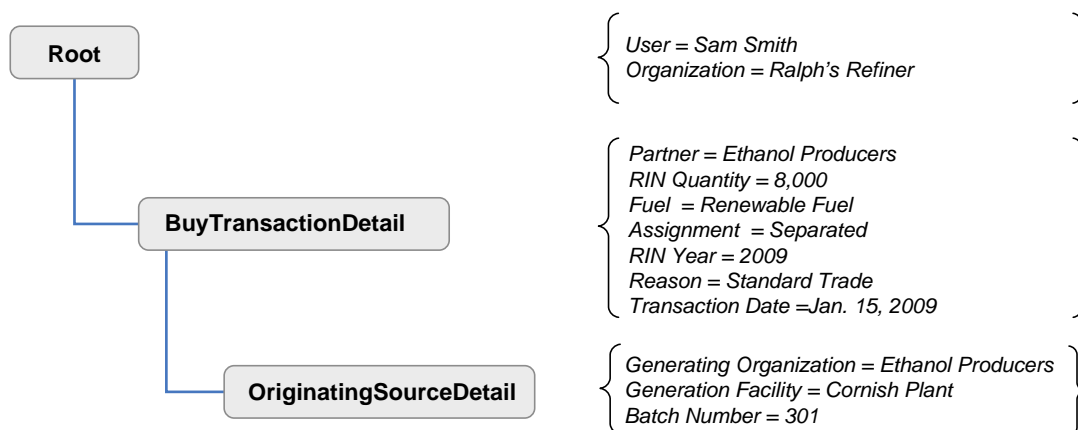 Root
User = Sam Smith
Organization = Ralph’s Refiner
BuyTransactionDetail
Partner = Ethanol Producers
RIN Quantity = 8,000
Fuel = Renewable Fuel
Assignment = Separated
RIN Year = 2009
Reason = Standard Trade
Transaction Date =Jan. 15, 2009
OriginatingSourceDetail
Generating Organization = Ethanol Producers
Generation Facility = Cornish Plant
Batch Number = 301